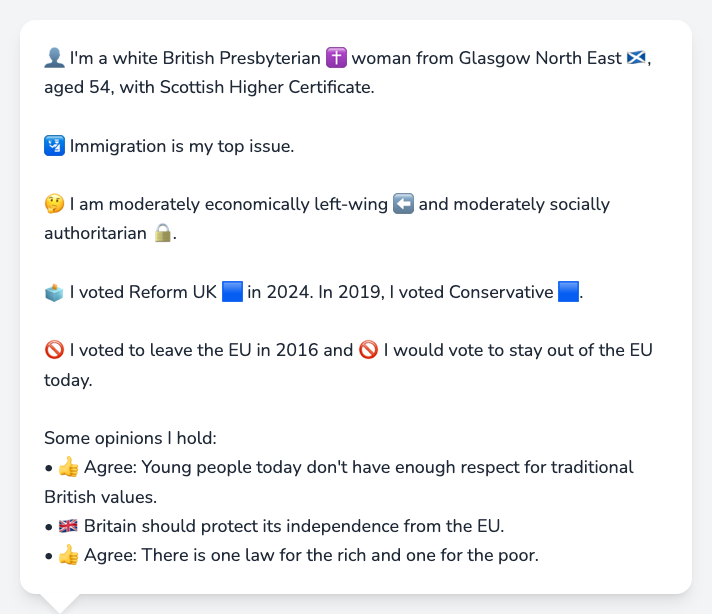 👤 I'm a white British Presbyterian ✝️ woman from Glasgow North East 🏴󠁧󠁢󠁳󠁣󠁴󠁿,
aged 54, with Scottish Higher Certificate.
🛂 Immigration is my top issue.
🤔 I am moderately economically left-wing ⬅️ and moderately socially
authoritarian 🔒.
🗳️ I voted Reform UK 🟦 in 2024. In 2019, I voted Conservative 🟦.
🚫 I voted to leave the EU in 2016 and 🚫 I would vote to stay out of the EU
today.
Some opinions I hold:
• 👍 Agree: Young people today don't have enough respect for traditional
British values.
• 🇬🇧 Britain should protect its independence from the EU.
• 👍 Agree: There is one law for the rich and one for the poor.